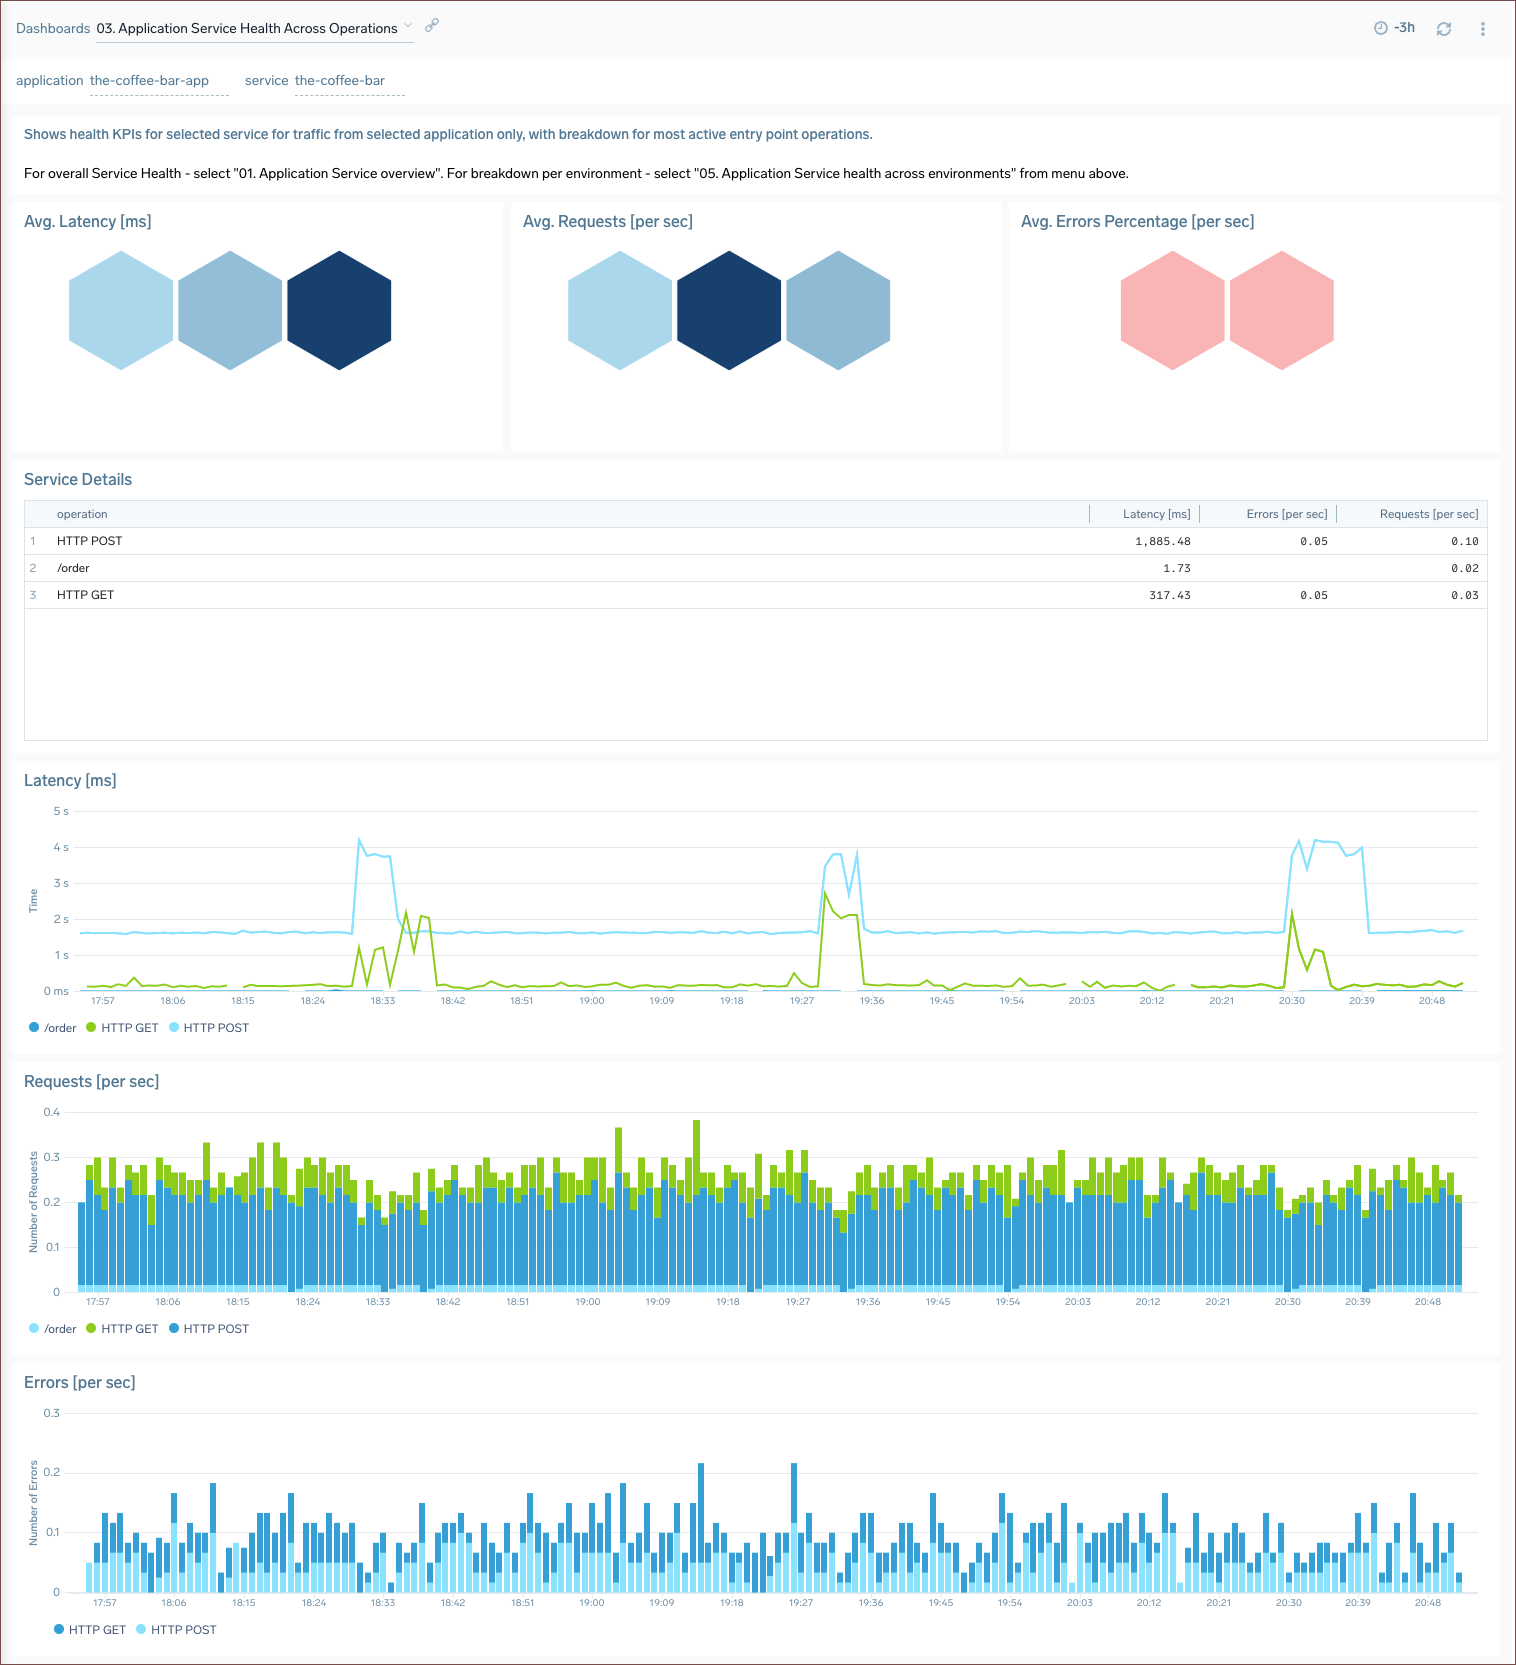 Dashboards 03. Application Service Health Across Operations
-3h
application the-coffee-bar-app service the-coffee-bar
Shows health KPIs for selected service for traffic from selected application only, with breakdown for most active entry point operations.
For overall Service Health - select "01. Application Service overview". For breakdown per environment - select "05. Application Service health across environments" from menu above.
Avg. Latency [ms]
Avg. Requests [per sec]
Avg. Errors Percentage [per sec]
Service Details
operation Latency [ms] Errors [per sec] Requests [per sec]
1 HTTP POST 1,885.48 0.05 0.10
2 /order 1.73 0.02
3 HTTP GET 317.43 0.05 0.03
Latency [ms]
Time
5 s
4 s
3 s
2 s
1 s
0 ms
17:57 18:06 18:15 18:24 18:33 18:42 18:51 19:00 19:09 19:18 19:27 19:36 19:45 19:54 20:03 20:12 20:21 20:30 20:39 20:48
/order HTTP GET HTTP POST
Requests [per sec]
Number of Requests
0.4
0.3
0.2
0.1
0
17:57 18:06 18:15 18:24 18:33 18:42 18:51 19:00 19:09 19:18 19:27 19:36 19:45 19:54 20:03 20:12 20:21 20:30 20:39 20:48
/order HTTP GET HTTP POST
Errors [per sec]
Number of Errors
0.3
0.2
0.1
0
17:57 18:06 18:15 18:24 18:33 18:42 18:51 19:00 19:09 19:18 19:27 19:36 19:45 19:54 20:03 20:12 20:21 20:30 20:39 20:48
HTTP GET HTTP POST